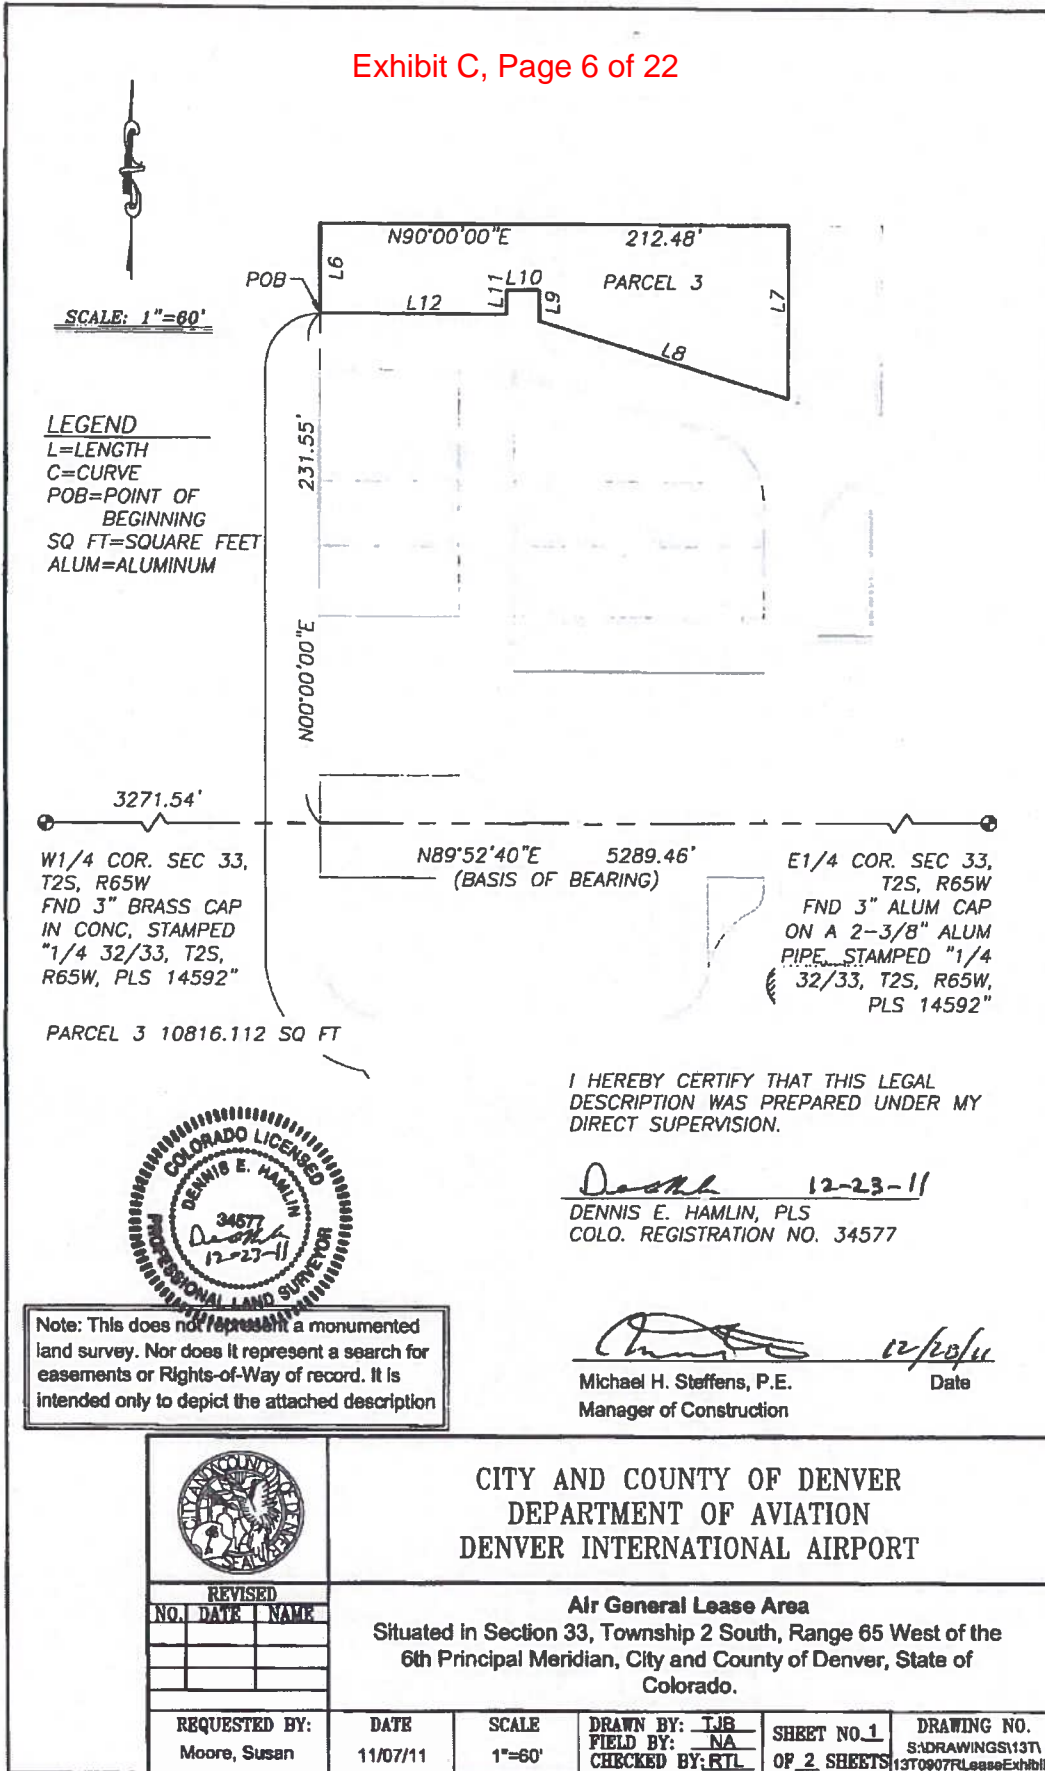 Exhibit C, Page 6 of 22
N90°00'00"E 212.48'
L6
POB
L11
L10
L9
PARCEL 3
L7
L12
L8
SCALE: 1"=60'
LEGEND
L=LENGTH
C=CURVE
POB=POINT OF
BEGINNING
SQ FT=SQUARE FEET
ALUM=ALUMINUM
231.55'
N00°00'00"E
3271.54'
N89°52'40"E 5289.46'
(BASIS OF BEARING)
W1/4 COR. SEC 33,
T2S, R65W
FND 3" BRASS CAP
IN CONC, STAMPED
"1/4 32/33, T2S,
R65W, PLS 14592"
E1/4 COR. SEC 33,
T2S, R65W
FND 3" ALUM CAP
ON A 2-3/8" ALUM
PIPE, STAMPED "1/4
32/33, T2S, R65W,
PLS 14592"
PARCEL 3 10816.112 SQ FT
I HEREBY CERTIFY THAT THIS LEGAL
DESCRIPTION WAS PREPARED UNDER MY
DIRECT SUPERVISION.
12-23-11
DENNIS E. HAMLIN, PLS
COLO. REGISTRATION NO. 34577
COLORADO LICENSED
DENNIS E. HAMLIN
34577
12-23-11
PROFESSIONAL LAND SURVEYOR
Note: This does not represent a monumented
land survey. Nor does it represent a search for
easements or Rights-of-Way of record. It is
intended only to depict the attached description
Michael H. Steffens, P.E. Date
Manager of Construction
CITY AND COUNTY OF DENVER
SEAL
CITY AND COUNTY OF DENVER
DEPARTMENT OF AVIATION
DENVER INTERNATIONAL AIRPORT
REVISED
NO. DATE NAME
Air General Lease Area
Situated in Section 33, Township 2 South, Range 65 West of the
6th Principal Meridian, City and County of Denver, State of
Colorado.
REQUESTED BY:
Moore, Susan
DATE
11/07/11
SCALE
1"=60'
DRAWN BY: TJB
FIELD BY: NA
CHECKED BY: RTL
SHEET NO. 1
OF 2 SHEETS
DRAWING NO.
S:\DRAWINGS\13T\
13T0907RLeaseExhibi